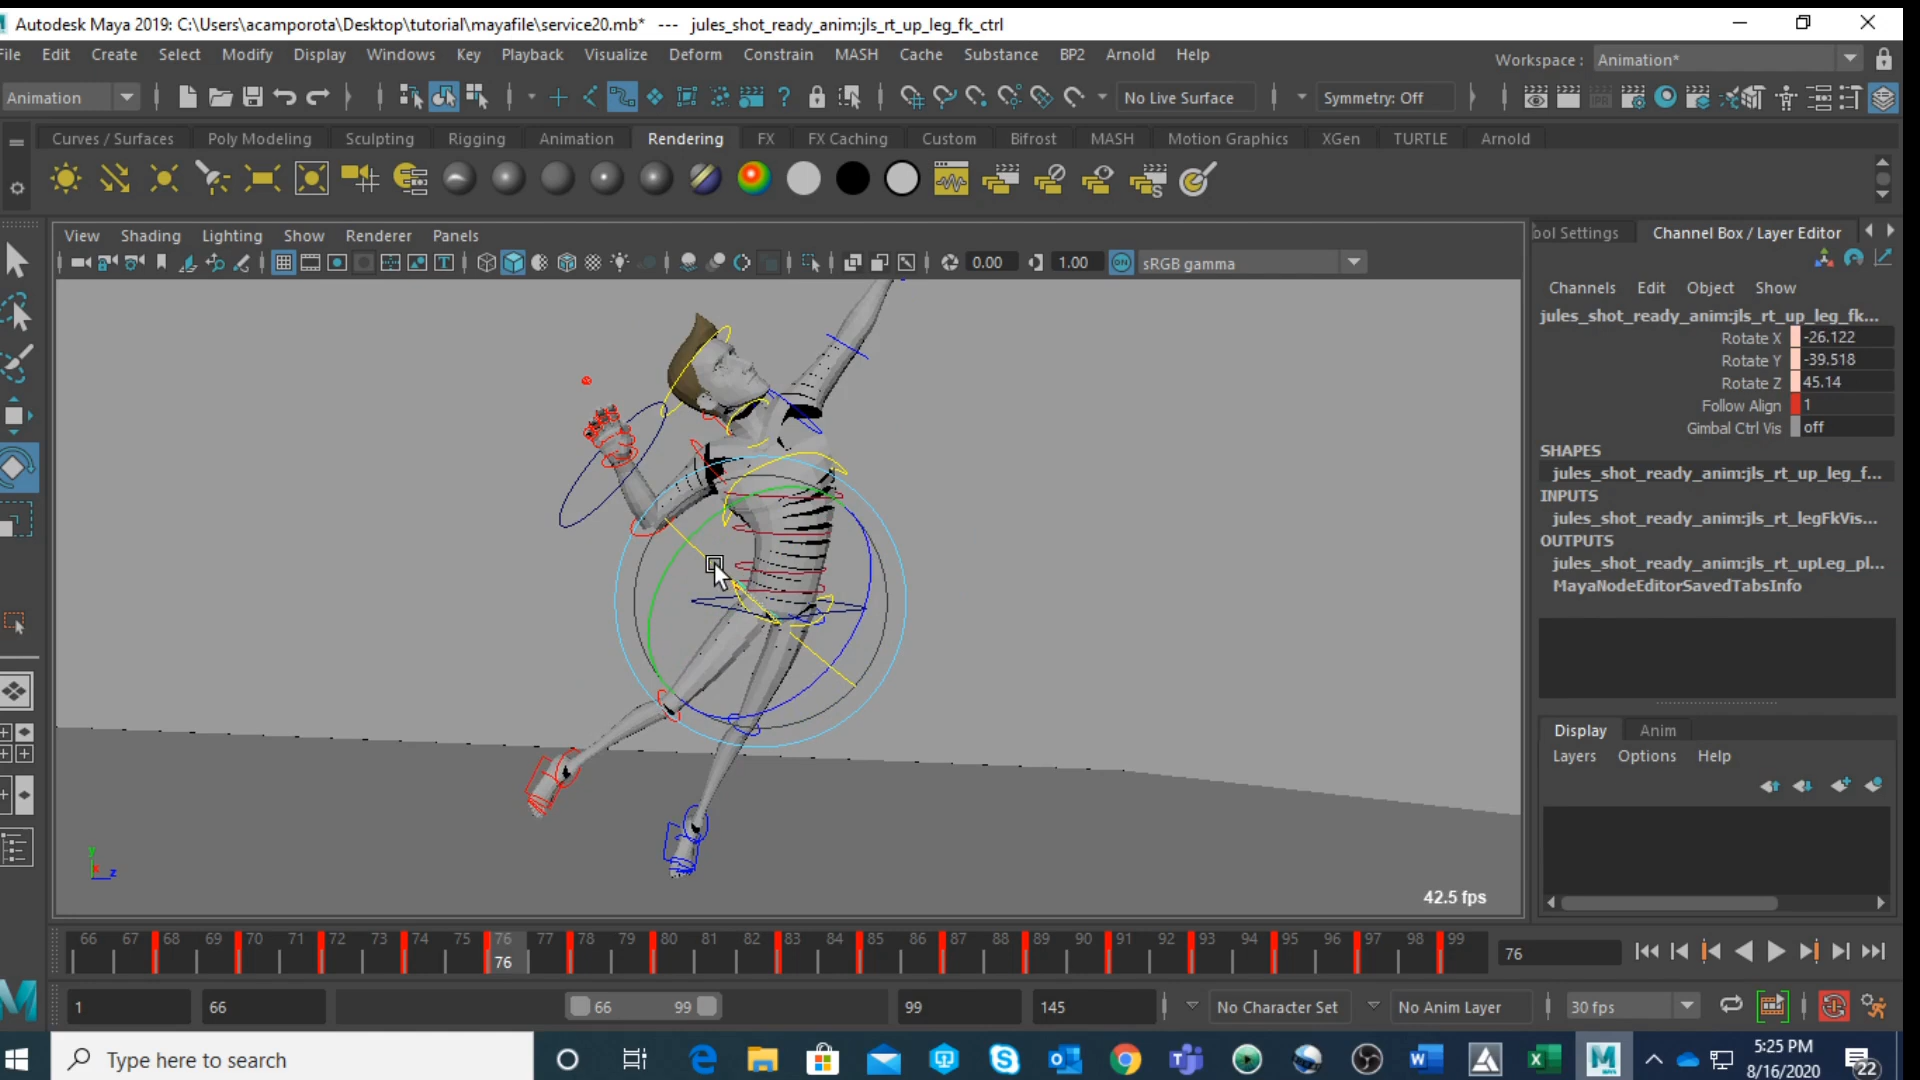 Autodesk Maya 2019: C:\Users\acamporota\Desktop\tutorial\mayafile\service20.mb* --- jules_shot_ready_anim:jls_rt_up_leg_fk_ctrl
File Edit Create Select Modify Display Windows Key Playback Visualize Deform Constrain MASH Cache Substance BP2 Arnold Help
Workspace : Animation*
Animation No Live Surface Symmetry: Off
Curves / Surfaces Poly Modeling Sculpting Rigging Animation Rendering FX FX Caching Custom Bifrost MASH Motion Graphics XGen TURTLE Arnold
View Shading Lighting Show Renderer Panels
0.00 1.00 ON sRGB gamma
ool Settings Channel Box / Layer Editor
Channels Edit Object Show
jules_shot_ready_anim:jls_rt_up_leg_fk...
Rotate X -26.122
Rotate Y -39.518
Rotate Z 45.14
Follow Align 1
Gimbal Ctrl Vis off
SHAPES
jules_shot_ready_anim:jls_rt_up_leg_f...
INPUTS
jules_shot_ready_anim:jls_rt_legFkVis...
OUTPUTS
jules_shot_ready_anim:jls_rt_upLeg_pl...
MayaNodeEditorSavedTabsInfo
Display Anim
Layers Options Help
y
x
z
42.5 fps
66 67 68 69 70 71 72 73 74 75 76 77 78 79 80 81 82 83 84 85 86 87 88 89 90 91 92 93 94 95 96 97 98 99
76
76
1 66 66 99 99 145 No Character Set No Anim Layer 30 fps
Type here to search
5:25 PM
8/16/2020
22